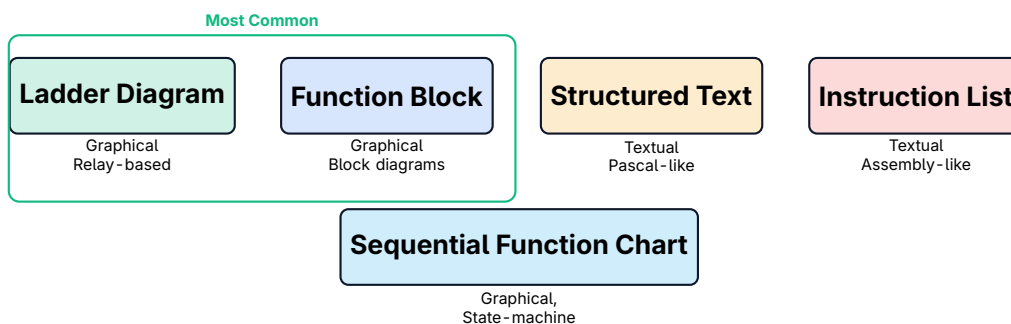 Most Common
Ladder Diagram
Graphical
Relay-based
Function Block
Graphical
Block diagrams
Structured Text
Textual
Pascal-like
Instruction List
Textual
Assembly-like
Sequential Function Chart
Graphical,
State-machine